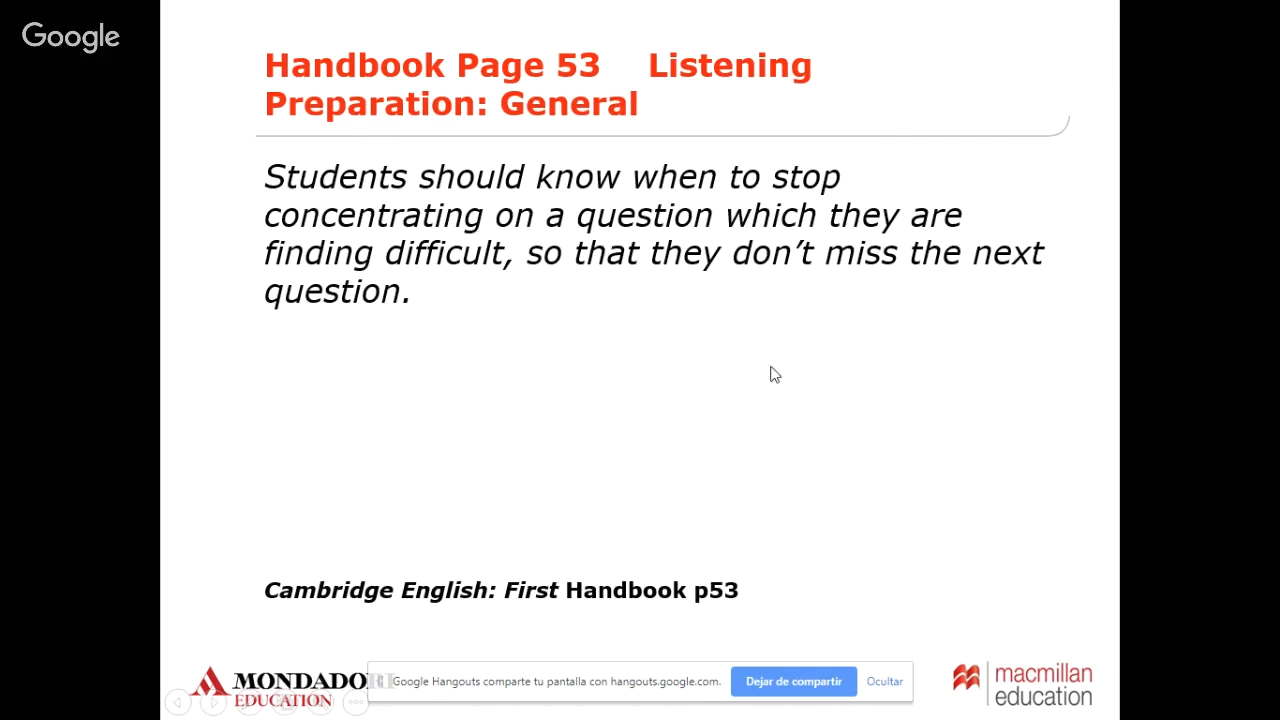 Google
Handbook Page 53 Listening
Preparation: General
Students should know when to stop
concentrating on a question which they are
finding difficult, so that they don’t miss the next
question.
Cambridge English: First Handbook p53
MONDADORI
EDUCATION
Google Hangouts comparte tu pantalla con hangouts.google.com.
Dejar de compartir
Ocultar
macmillan
education